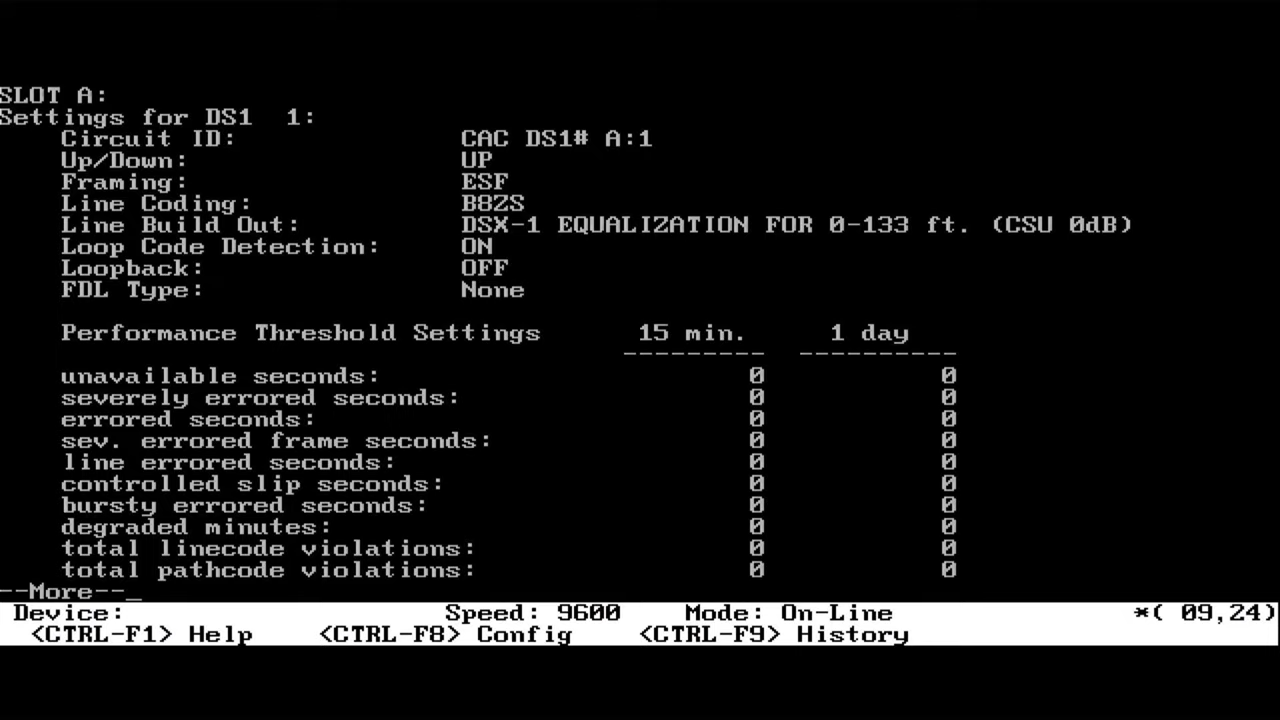 SLOT A:
Settings for DS1  1:
Circuit ID: CAC DS1# A:1
Up/Down: UP
Framing: ESF
Line Coding: B8ZS
Line Build Out: DSX-1 EQUALIZATION FOR 0-133 ft. (CSU 0dB)
Loop Code Detection: ON
Loopback: OFF
FDL Type: None
Performance Threshold Settings 15 min. 1 day
--------- ----------
unavailable seconds: 0 0
severely errored seconds: 0 0
errored seconds: 0 0
sev. errored frame seconds: 0 0
line errored seconds: 0 0
controlled slip seconds: 0 0
bursty errored seconds: 0 0
degraded minutes: 0 0
total linecode violations: 0 0
total pathcode violations: 0 0
--More--_
Device: Speed: 9600 Mode: On-Line *( 09,24)
<CTRL-F1> Help <CTRL-F8> Config <CTRL-F9> History